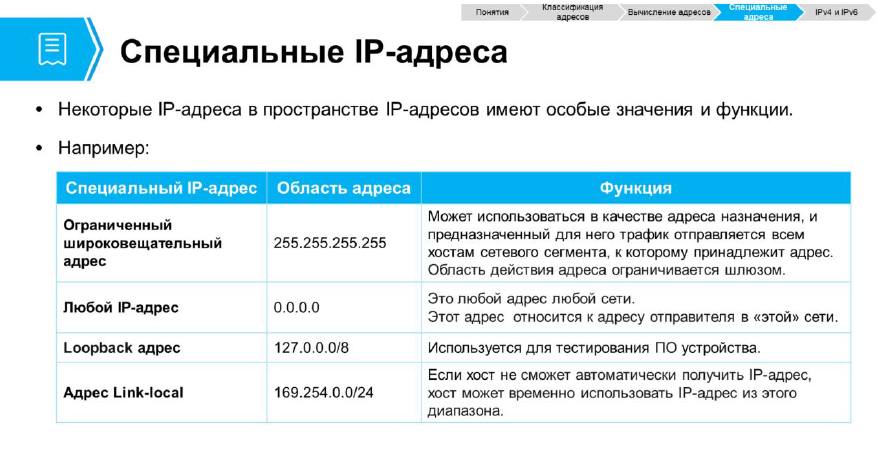 Понятия
Классификация
адресов
Вычисление адресов
Специальные
адреса
IPv4 и IPv6
Специальные IP-адреса
• Некоторые IP-адреса в пространстве IP-адресов имеют особые значения и функции.
• Например:
Специальный IP-адрес Область адреса Функция
Ограниченный
широковещательный
адрес
255.255.255.255
Может использоваться в качестве адреса назначения, и
предназначенный для него трафик отправляется всем
хостам сетевого сегмента, к которому принадлежит адрес.
Область действия адреса ограничивается шлюзом.
Любой IP-адрес
0.0.0.0
Это любой адрес любой сети.
Этот адрес относится к адресу отправителя в «этой» сети.
Loopback адрес
127.0.0.0/8
Используется для тестирования ПО устройства.
Адрес Link-local
169.254.0.0/24
Если хост не сможет автоматически получить IP-адрес,
хост может временно использовать IP-адрес из этого
диапазона.